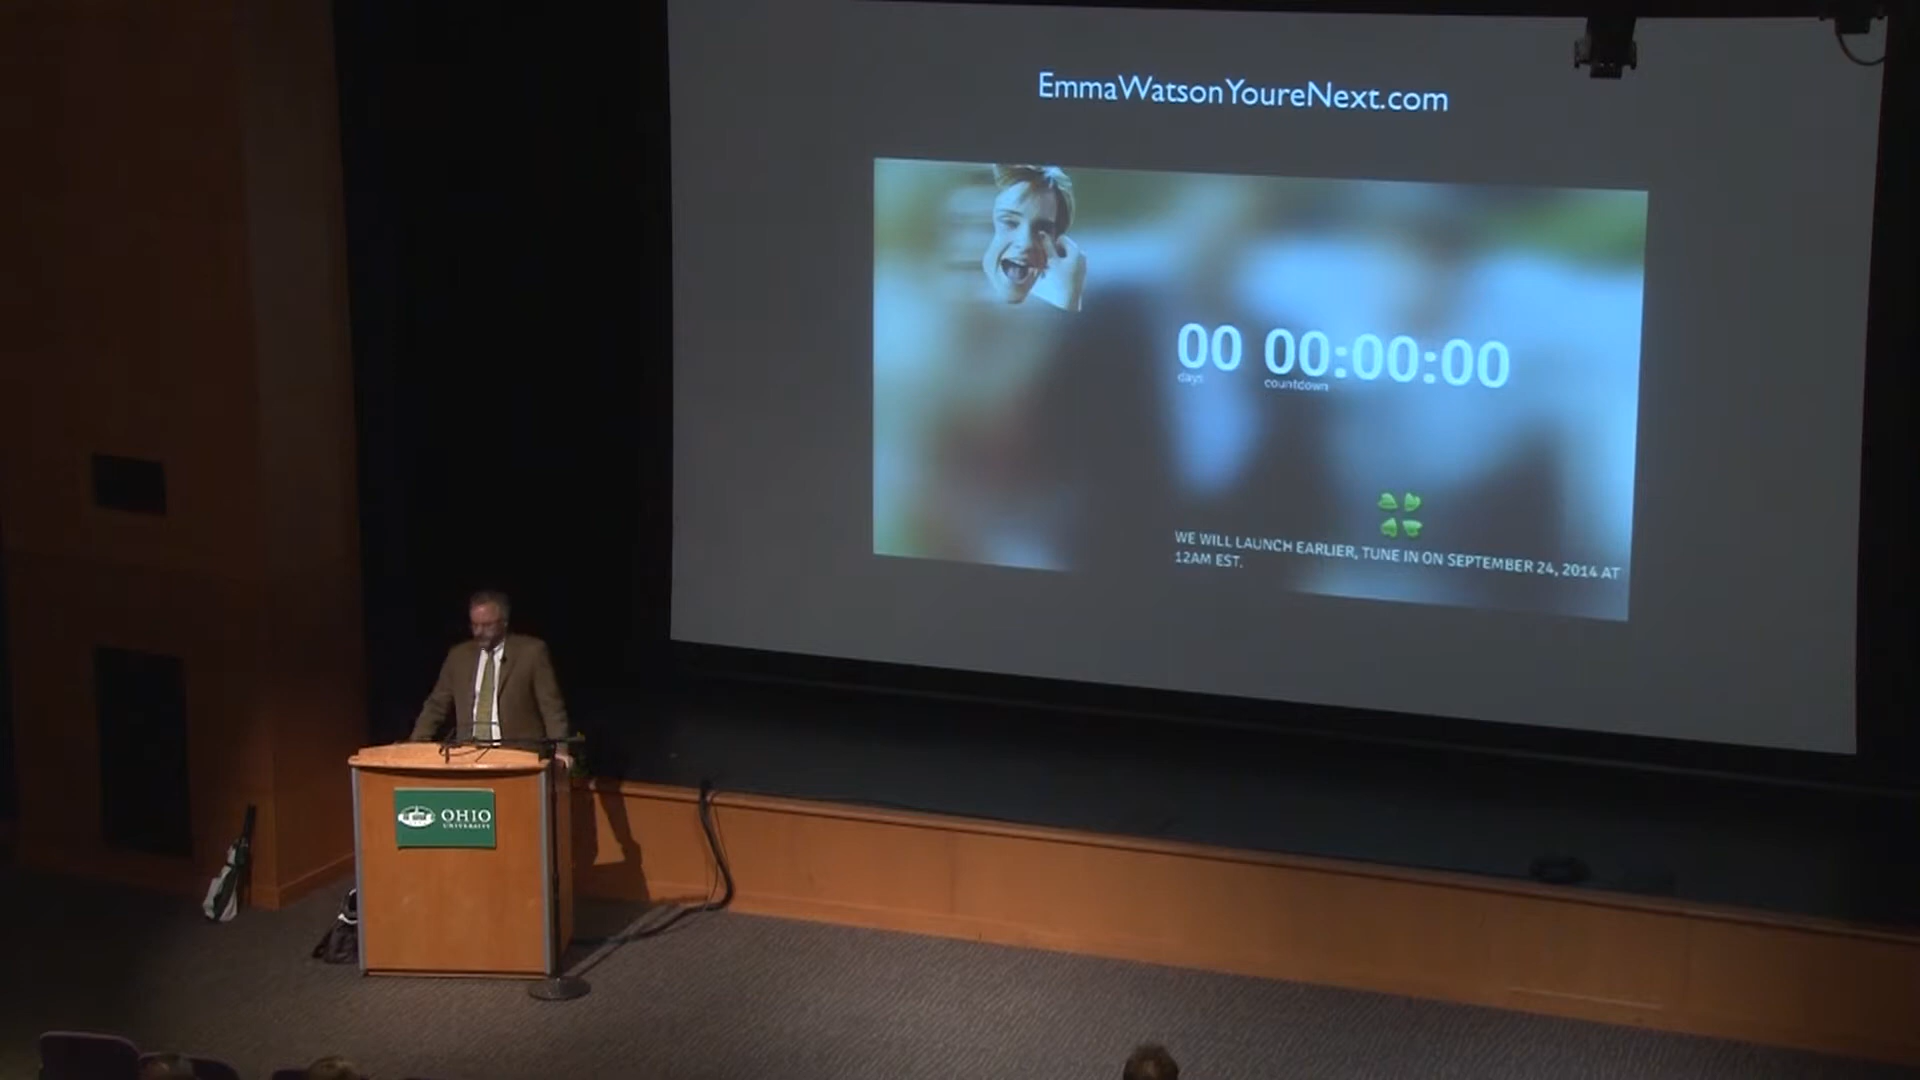 EmmaWatsonYoureNext.com
00 00:00:00
days countdown
WE WILL LAUNCH EARLIER, TUNE IN ON SEPTEMBER 24, 2014 AT
12AM EST.
OHIO
UNIVERSITY